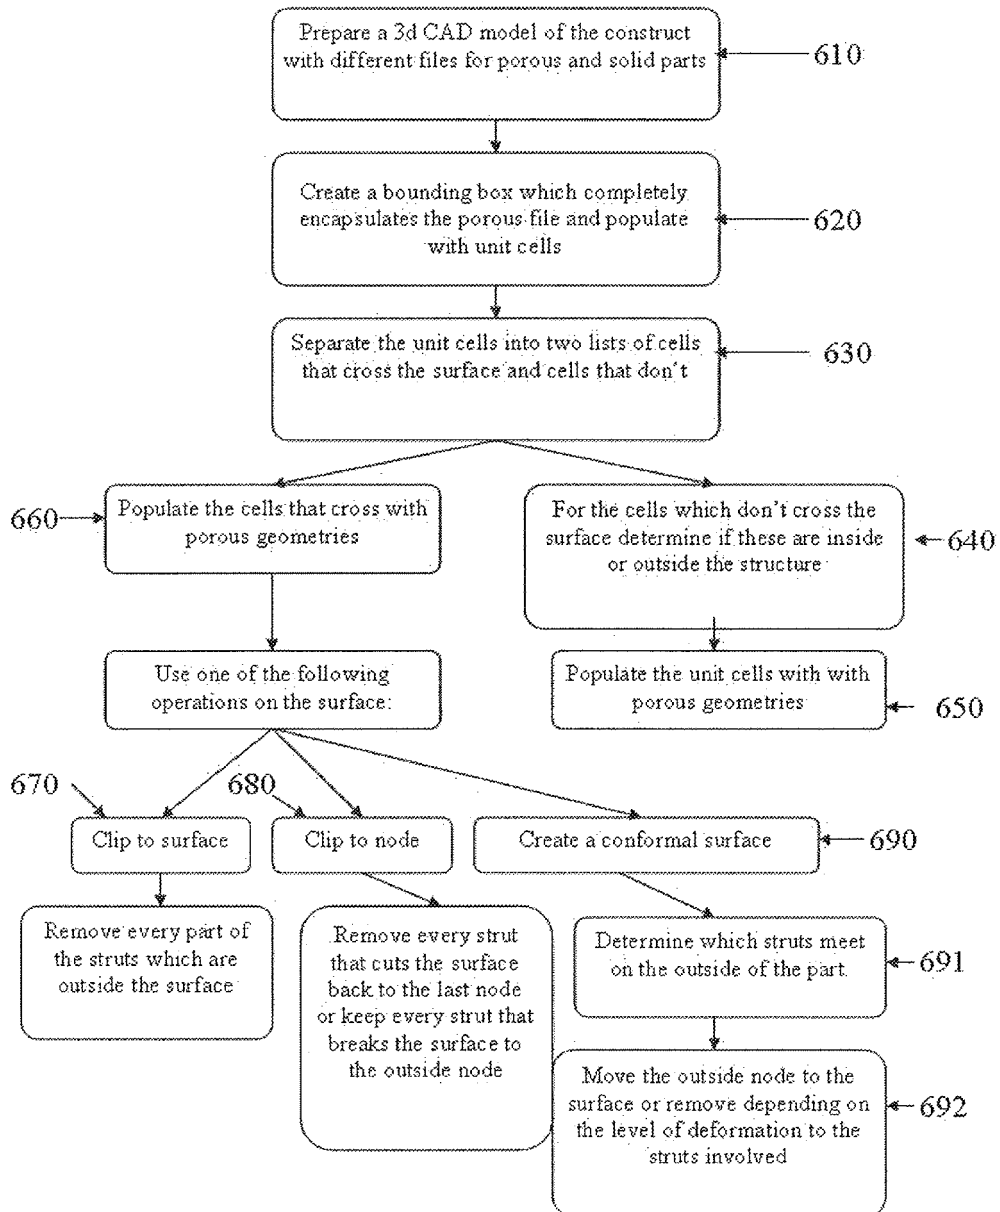 Prepare a 3d CAD model of the construct
with different files for porous and solid parts
610
Create a bounding box which completely
encapsulates the porous file and populate
with unit cells
620
Separate the unit cells into two lists of cells
that cross the surface and cells that don't
630
660
Populate the cells that cross with
porous geometries
For the cells which don't cross the
surface determine if these are inside
or outside the structure
640
Use one of the following
operations on the surface:
Populate the unit cells with with
porous geometries
650
670
Clip to surface
680
Clip to node
Create a conformal surface
690
Remove every part of
the struts which are
outside the surface
Remove every strut
that cuts the surface
back to the last node
or keep every strut that
breaks the surface to
the outside node
Determine which struts meet
on the outside of the part.
691
Move the outside node to the
surface or remove depending on
the level of deformation to the
struts involved
692